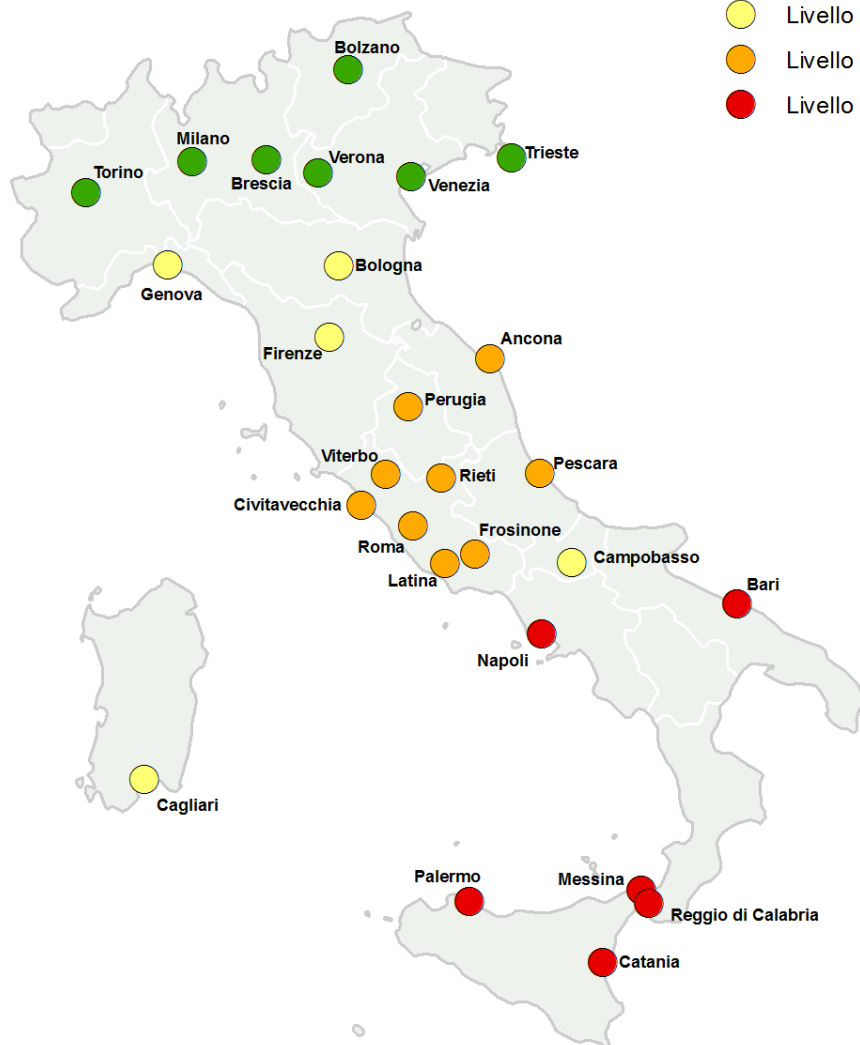 Livello
Bolzano
Livello
Livello
Milano
Trieste
Verona
Torino
Brescia
Venezia
Bologna
Genova
Ancona
Firenze
Perugia
Viterbo
Pescara
Rieti
Civitavecchia
Frosinone
Roma
Campobasso
Latina
Bari
Napoli
Cagliari
Palermo
Messina
Reggio di Calabria
Catania